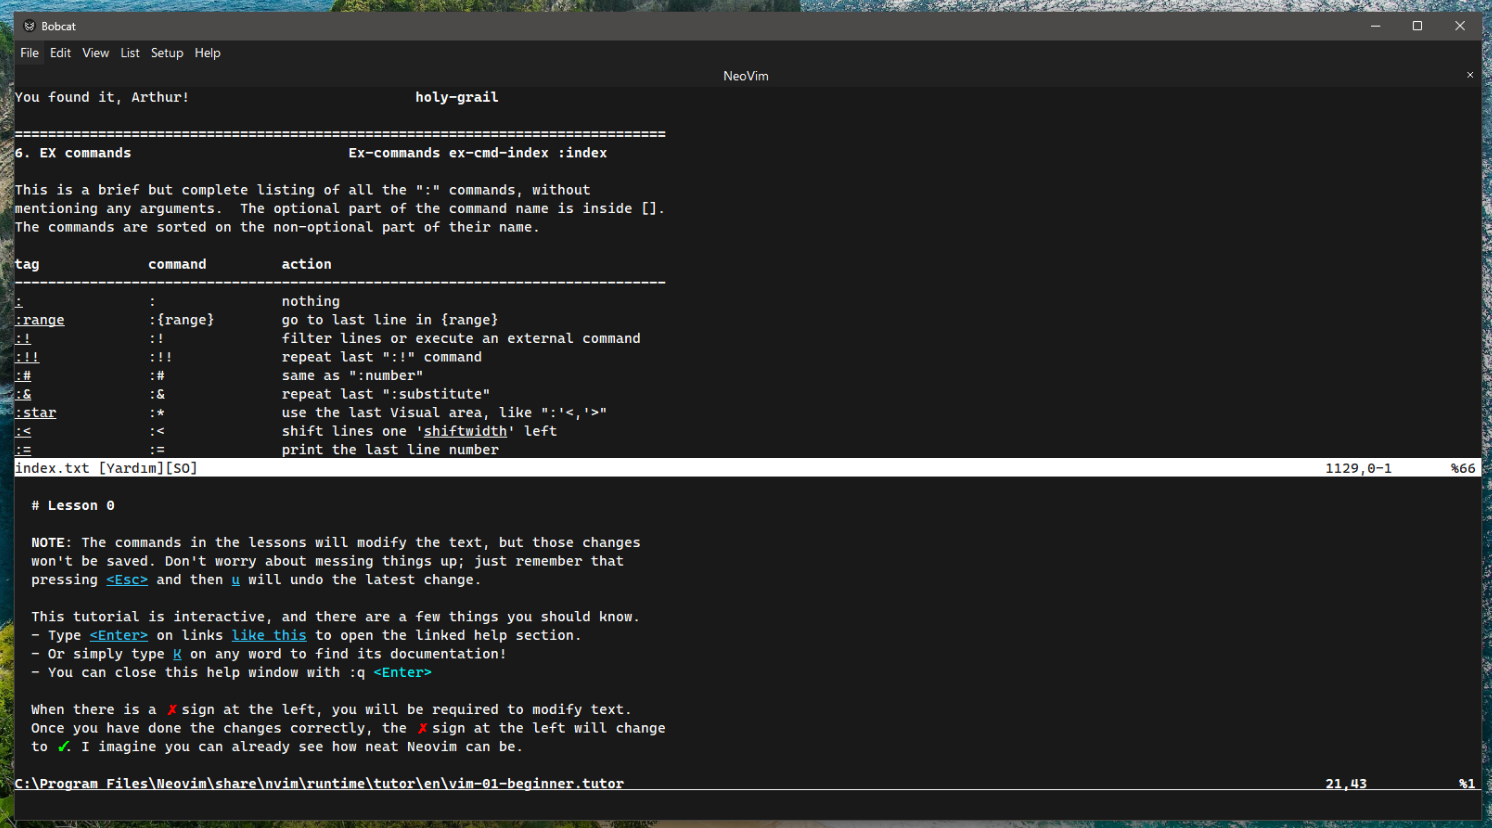 Bobcat
File Edit View List Setup Help
NeoVim ×
You found it, Arthur! holy-grail
===============================================================================
6. EX commands Ex-commands ex-cmd-index :index
This is a brief but complete listing of all the ":" commands, without
mentioning any arguments. The optional part of the command name is inside [].
The commands are sorted on the non-optional part of their name.
tag command action
------------------------------------------------------------------------------
: : nothing
:range :{range} go to last line in {range}
:! :! filter lines or execute an external command
:!! :!! repeat last ":!" command
:# :# same as ":number"
:& :& repeat last ":substitute"
:star :* use the last Visual area, like ":'<,'>"
:< :< shift lines one 'shiftwidth' left
:= := print the last line number
index.txt [Yardım][SO] 1129,0-1 %66
# Lesson 0
NOTE: The commands in the lessons will modify the text, but those changes
won't be saved. Don't worry about messing things up; just remember that
pressing <Esc> and then u will undo the latest change.
This tutorial is interactive, and there are a few things you should know.
- Type <Enter> on links like this to open the linked help section.
- Or simply type K on any word to find its documentation!
- You can close this help window with :q <Enter>
When there is a ✗ sign at the left, you will be required to modify text.
Once you have done the changes correctly, the ✗ sign at the left will change
to ✓. I imagine you can already see how neat Neovim can be.
C:\Program Files\Neovim\share\nvim\runtime\tutor\en\vim-01-beginner.tutor 21,43 %1